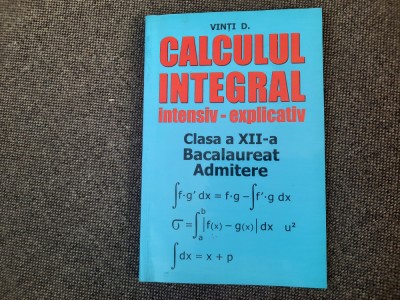 VINȚI D.
CALCULUL
INTEGRAL
intensiv - explicativ
Clasa a XII-a
Bacalaureat
Admitere
∫f·g' dx = f·g - ∫f'·g dx
σ = ∫ₐᵇ |f(x) - g(x)| dx u²
∫dx = x + p